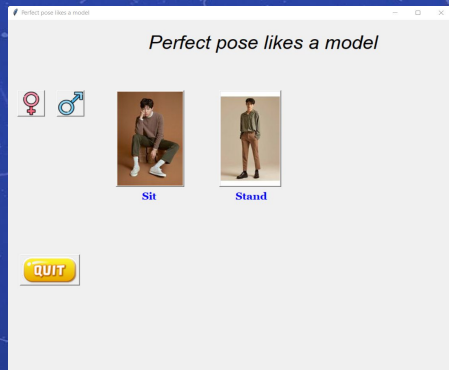 Perfect pose likes a model
Perfect pose likes a model
Sit
Stand
QUIT